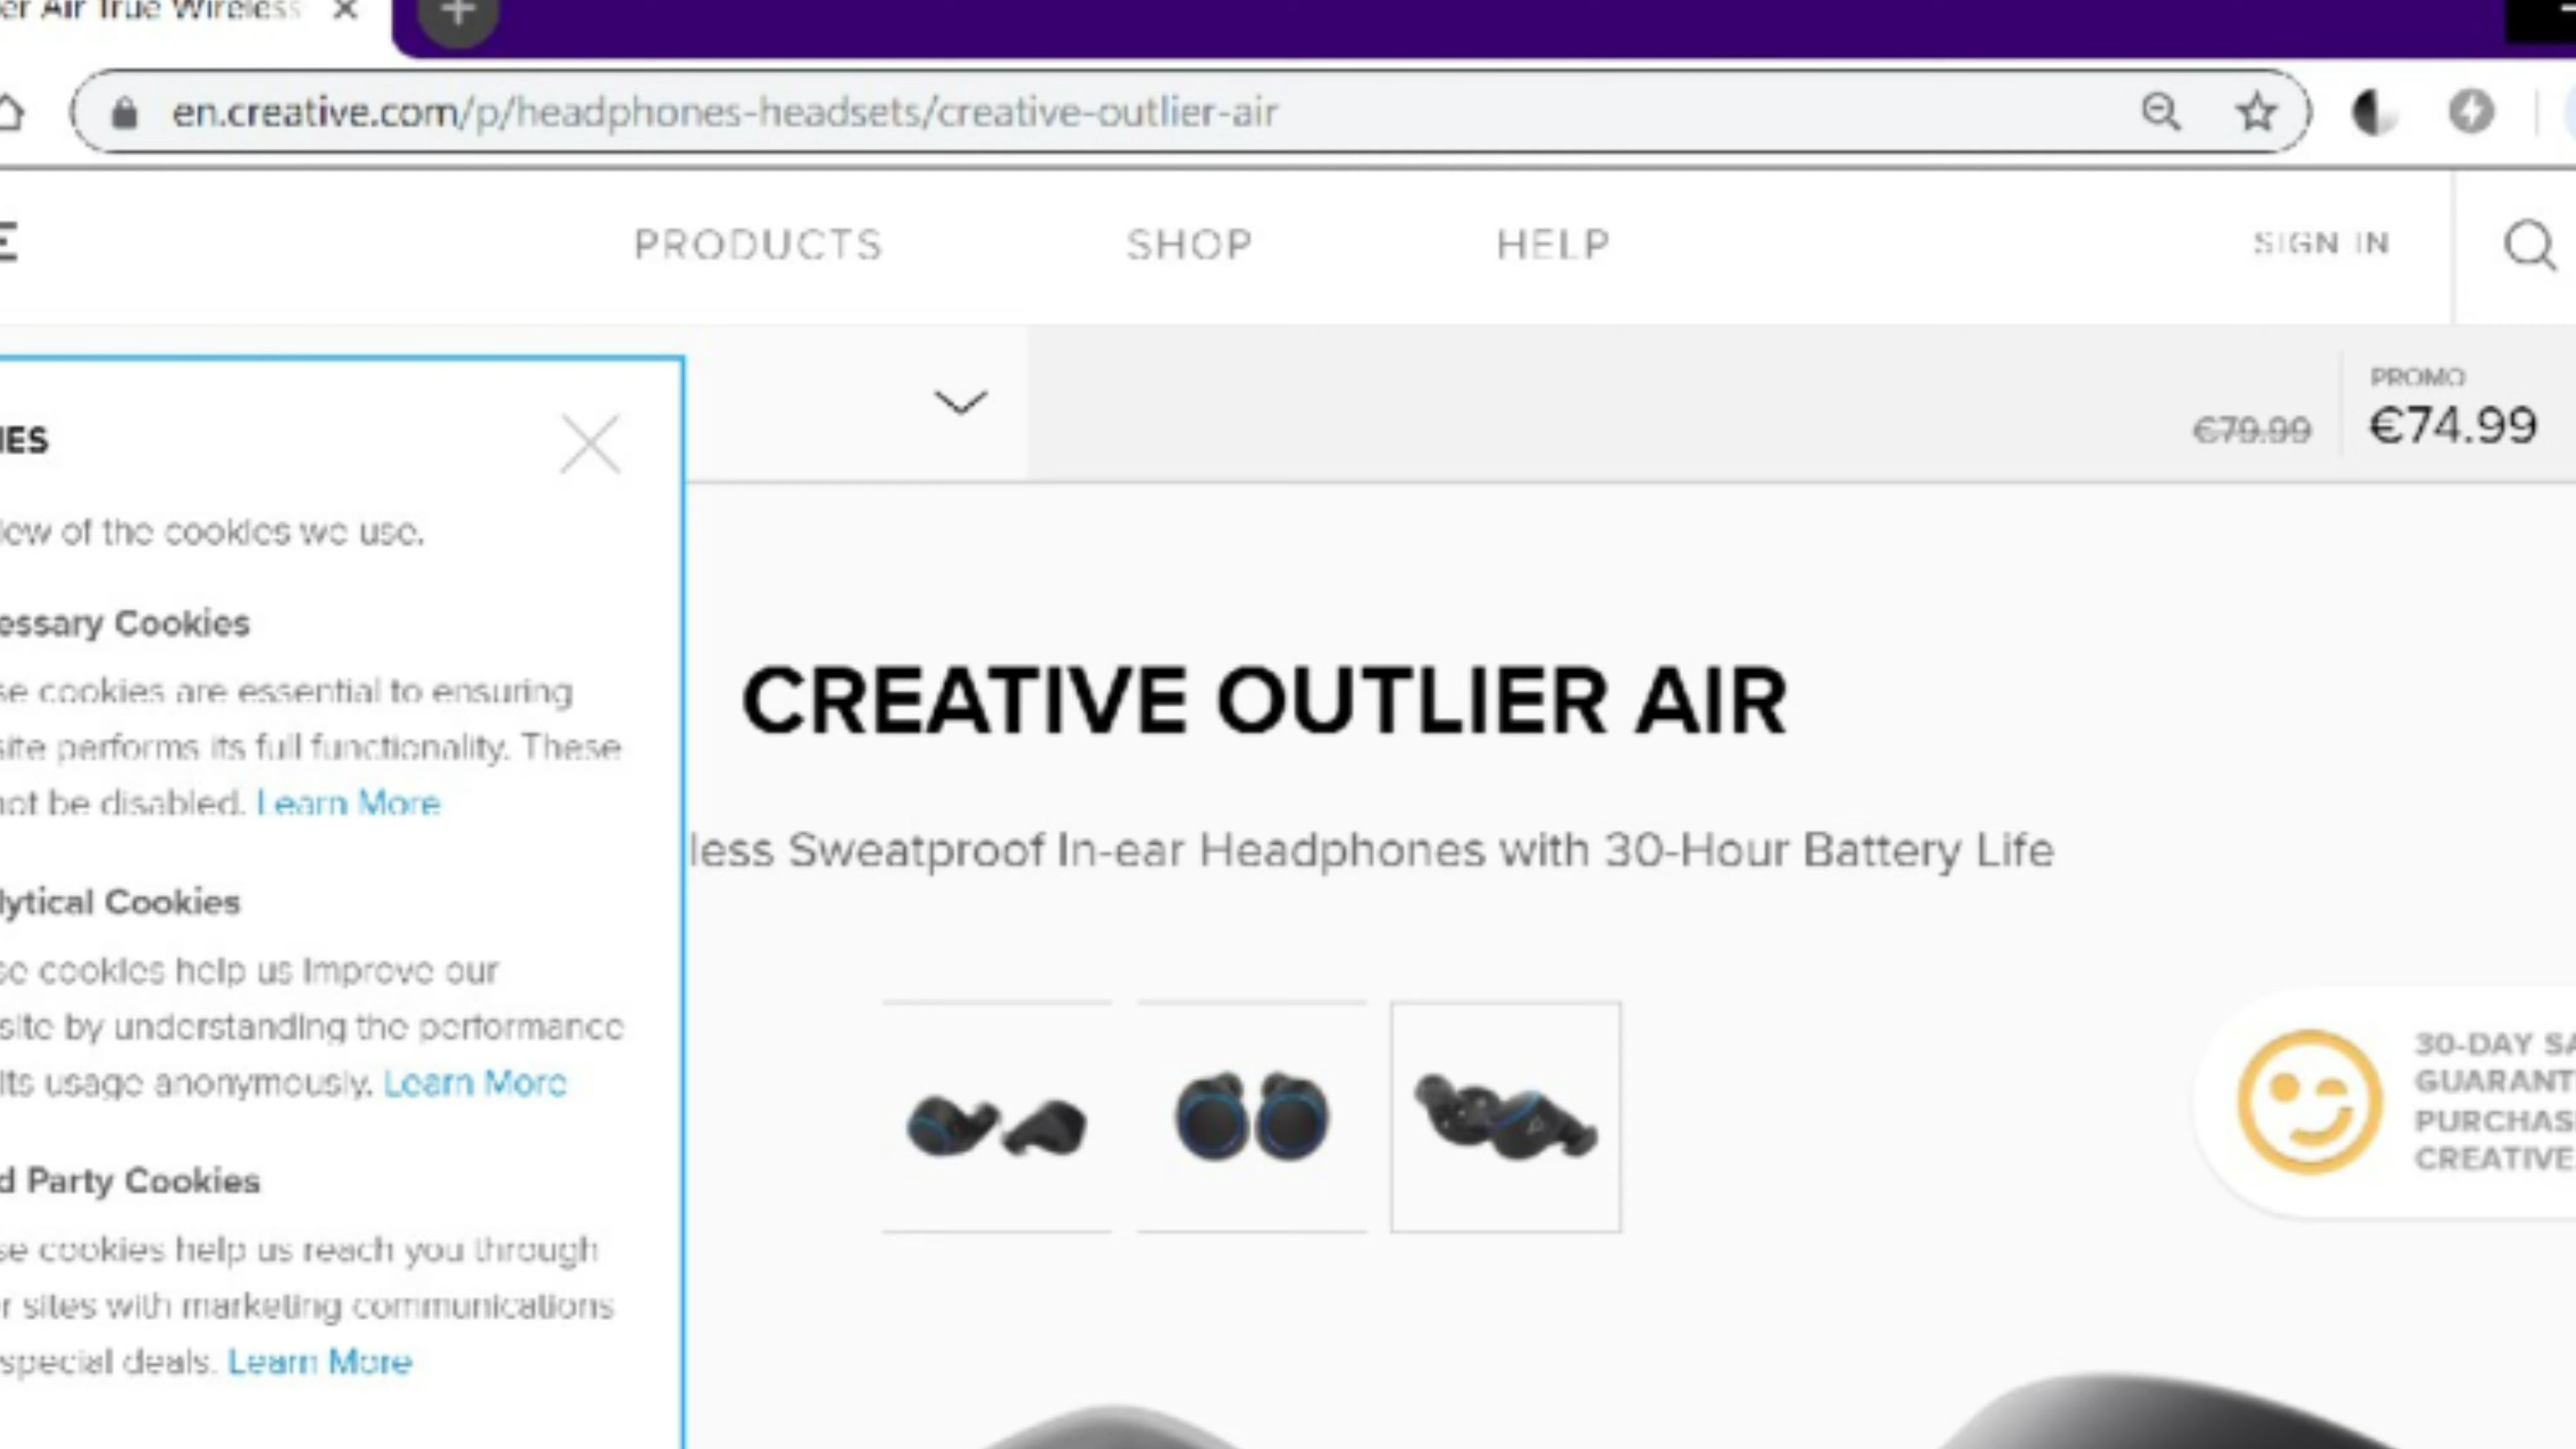 er Air True Wireless
en.creative.com/p/headphones-headsets/creative-outlier-air
E PRODUCTS SHOP HELP SIGN IN
PROMO
€79.99 €74.99
IES
iew of the cookies we use.
essary Cookies
se cookies are essential to ensuring
site performs its full functionality. These
not be disabled. Learn More
lytical Cookies
se cookies help us improve our
site by understanding the performance
its usage anonymously. Learn More
d Party Cookies
se cookies help us reach you through
r sites with marketing communications
special deals. Learn More
CREATIVE OUTLIER AIR
less Sweatproof In-ear Headphones with 30-Hour Battery Life
30-DAY SA
GUARANT
PURCHAS
CREATIVE